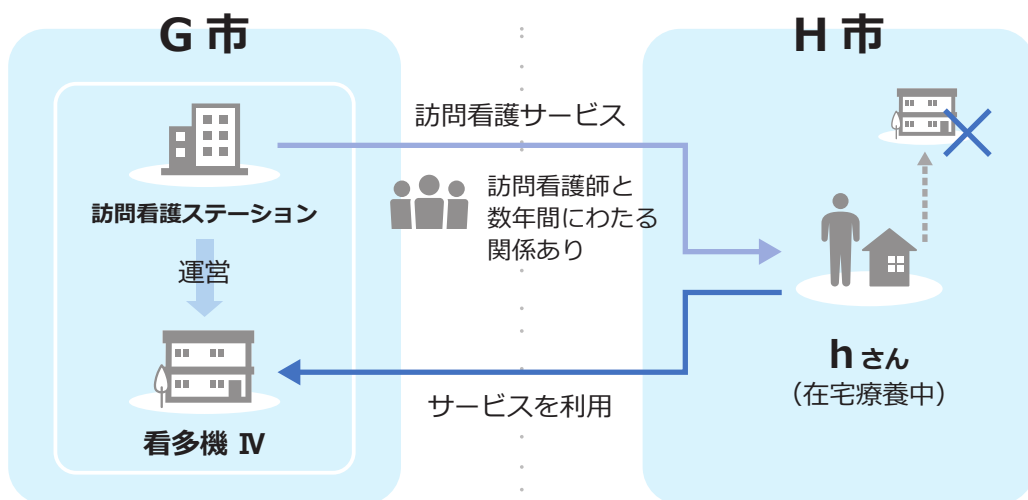 G 市
H 市
訪問看護サービス
訪問看護師と
数年間にわたる
関係あり
訪問看護ステーション
運営
看多機 Ⅳ
サービスを利用
h さん
(在宅療養中)